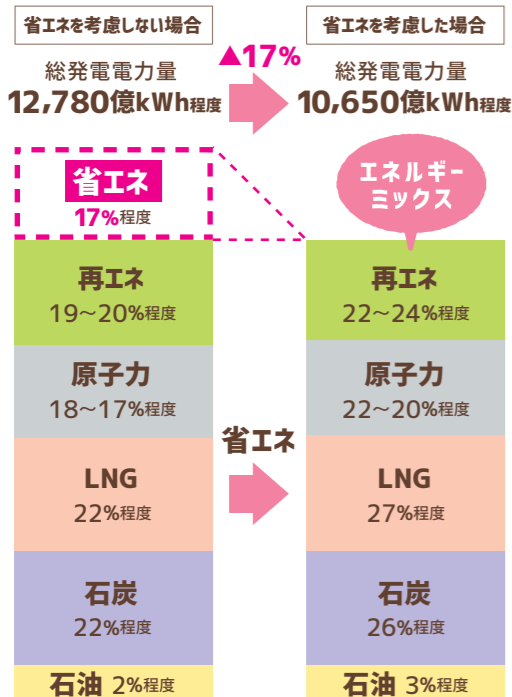 省エネを考慮しない場合
総発電電力量
12,780億kWh程度
▲17%
省エネを考慮した場合
総発電電力量
10,650億kWh程度
省エネ
17%程度
再エネ
19～20%程度
原子力
18～17%程度
LNG
22%程度
石炭
22%程度
石油 2%程度
省エネ
エネルギー
ミックス
再エネ
22～24%程度
原子力
22～20%程度
LNG
27%程度
石炭
26%程度
石油 3%程度